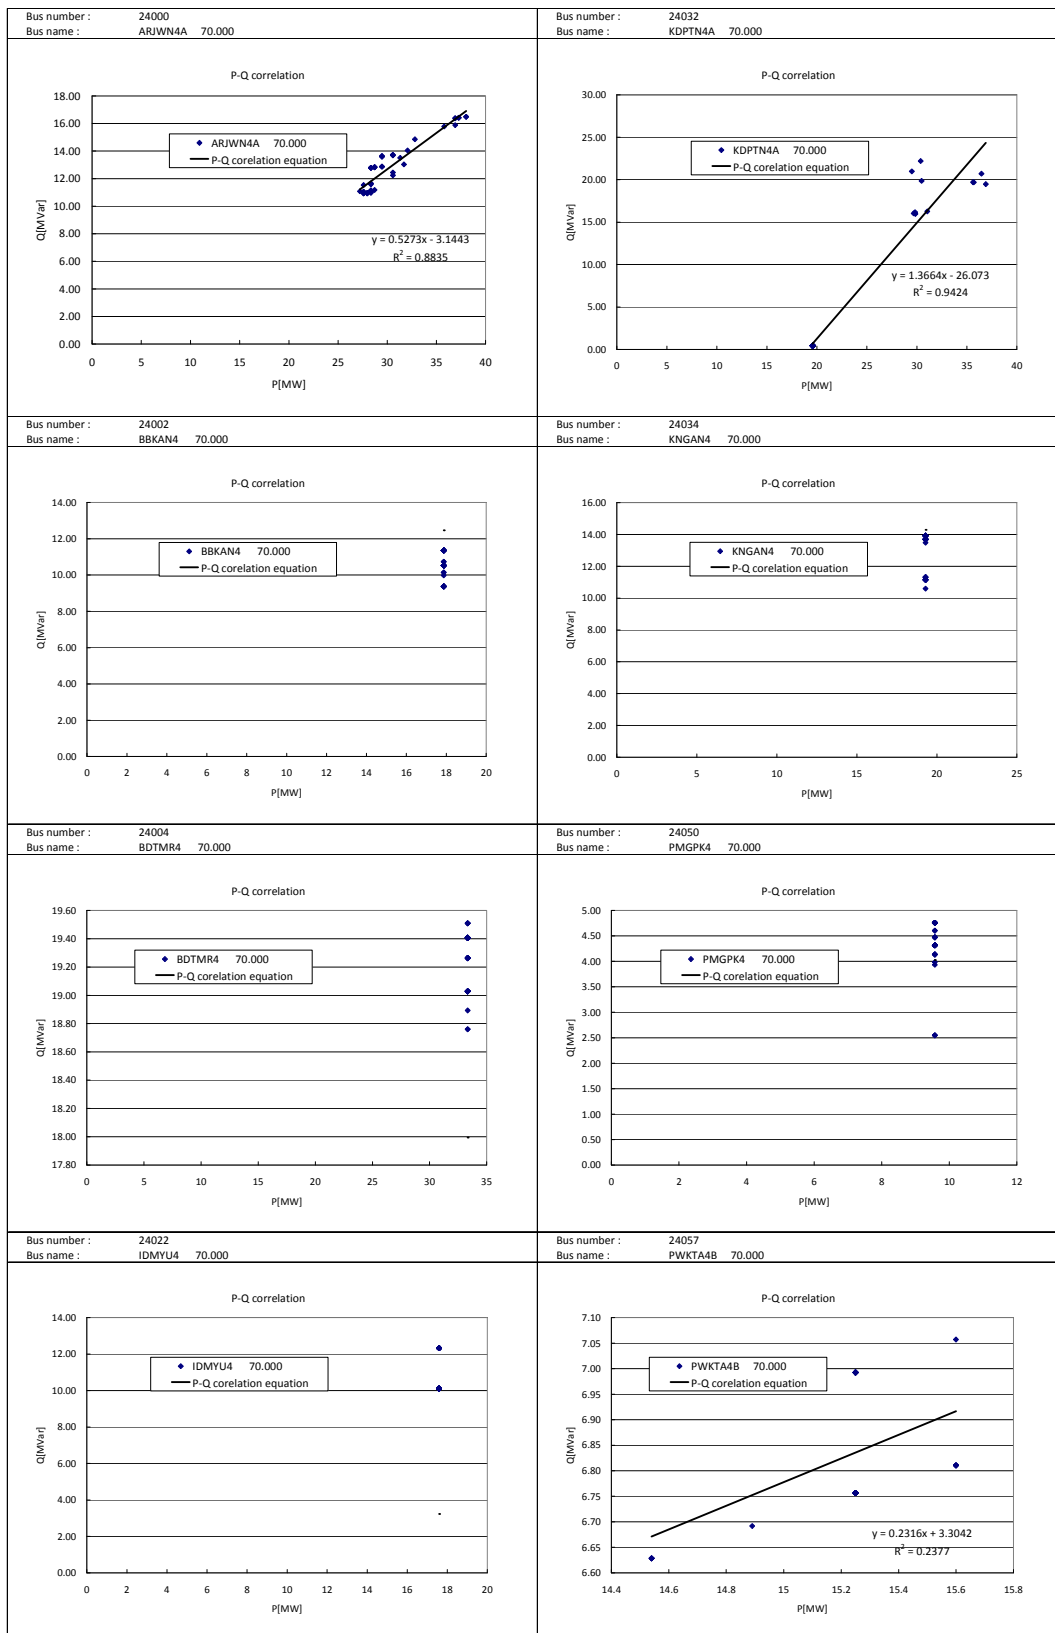 Bus number : 24000
Bus name : ARJWN4A 70.000
P-Q correlation
18.00
16.00
14.00
12.00
10.00
8.00
6.00
4.00
2.00
0.00
Q[MVar]
ARJWN4A 70.000
P-Q corelation equation
y = 0.5273x - 3.1443
R² = 0.8835
0 5 10 15 20 25 30 35 40
P[MW]
Bus number : 24032
Bus name : KDPTN4A 70.000
P-Q correlation
30.00
25.00
20.00
15.00
10.00
5.00
0.00
Q[MVar]
KDPTN4A 70.000
P-Q corelation equation
y = 1.3664x - 26.073
R² = 0.9424
0 5 10 15 20 25 30 35 40
P[MW]
Bus number : 24002
Bus name : BBKAN4 70.000
P-Q correlation
14.00
12.00
10.00
8.00
6.00
4.00
2.00
0.00
Q[MVar]
BBKAN4 70.000
P-Q corelation equation
0 2 4 6 8 10 12 14 16 18 20
P[MW]
Bus number : 24034
Bus name : KNGAN4 70.000
P-Q correlation
16.00
14.00
12.00
10.00
8.00
6.00
4.00
2.00
0.00
Q[MVar]
KNGAN4 70.000
P-Q corelation equation
0 5 10 15 20 25
P[MW]
Bus number : 24004
Bus name : BDTMR4 70.000
P-Q correlation
19.60
19.40
19.20
19.00
18.80
18.60
18.40
18.20
18.00
17.80
Q[MVar]
BDTMR4 70.000
P-Q corelation equation
0 5 10 15 20 25 30 35
P[MW]
Bus number : 24050
Bus name : PMGPK4 70.000
P-Q correlation
5.00
4.50
4.00
3.50
3.00
2.50
2.00
1.50
1.00
0.50
0.00
Q[MVar]
PMGPK4 70.000
P-Q corelation equation
0 2 4 6 8 10 12
P[MW]
Bus number : 24022
Bus name : IDMYU4 70.000
P-Q correlation
14.00
12.00
10.00
8.00
6.00
4.00
2.00
0.00
Q[MVar]
IDMYU4 70.000
P-Q corelation equation
0 2 4 6 8 10 12 14 16 18 20
P[MW]
Bus number : 24057
Bus name : PWKTA4B 70.000
P-Q correlation
7.10
7.05
7.00
6.95
6.90
6.85
6.80
6.75
6.70
6.65
6.60
Q[MVar]
PWKTA4B 70.000
P-Q corelation equation
y = 0.2316x + 3.3042
R² = 0.2377
14.4 14.6 14.8 15 15.2 15.4 15.6 15.8
P[MW]